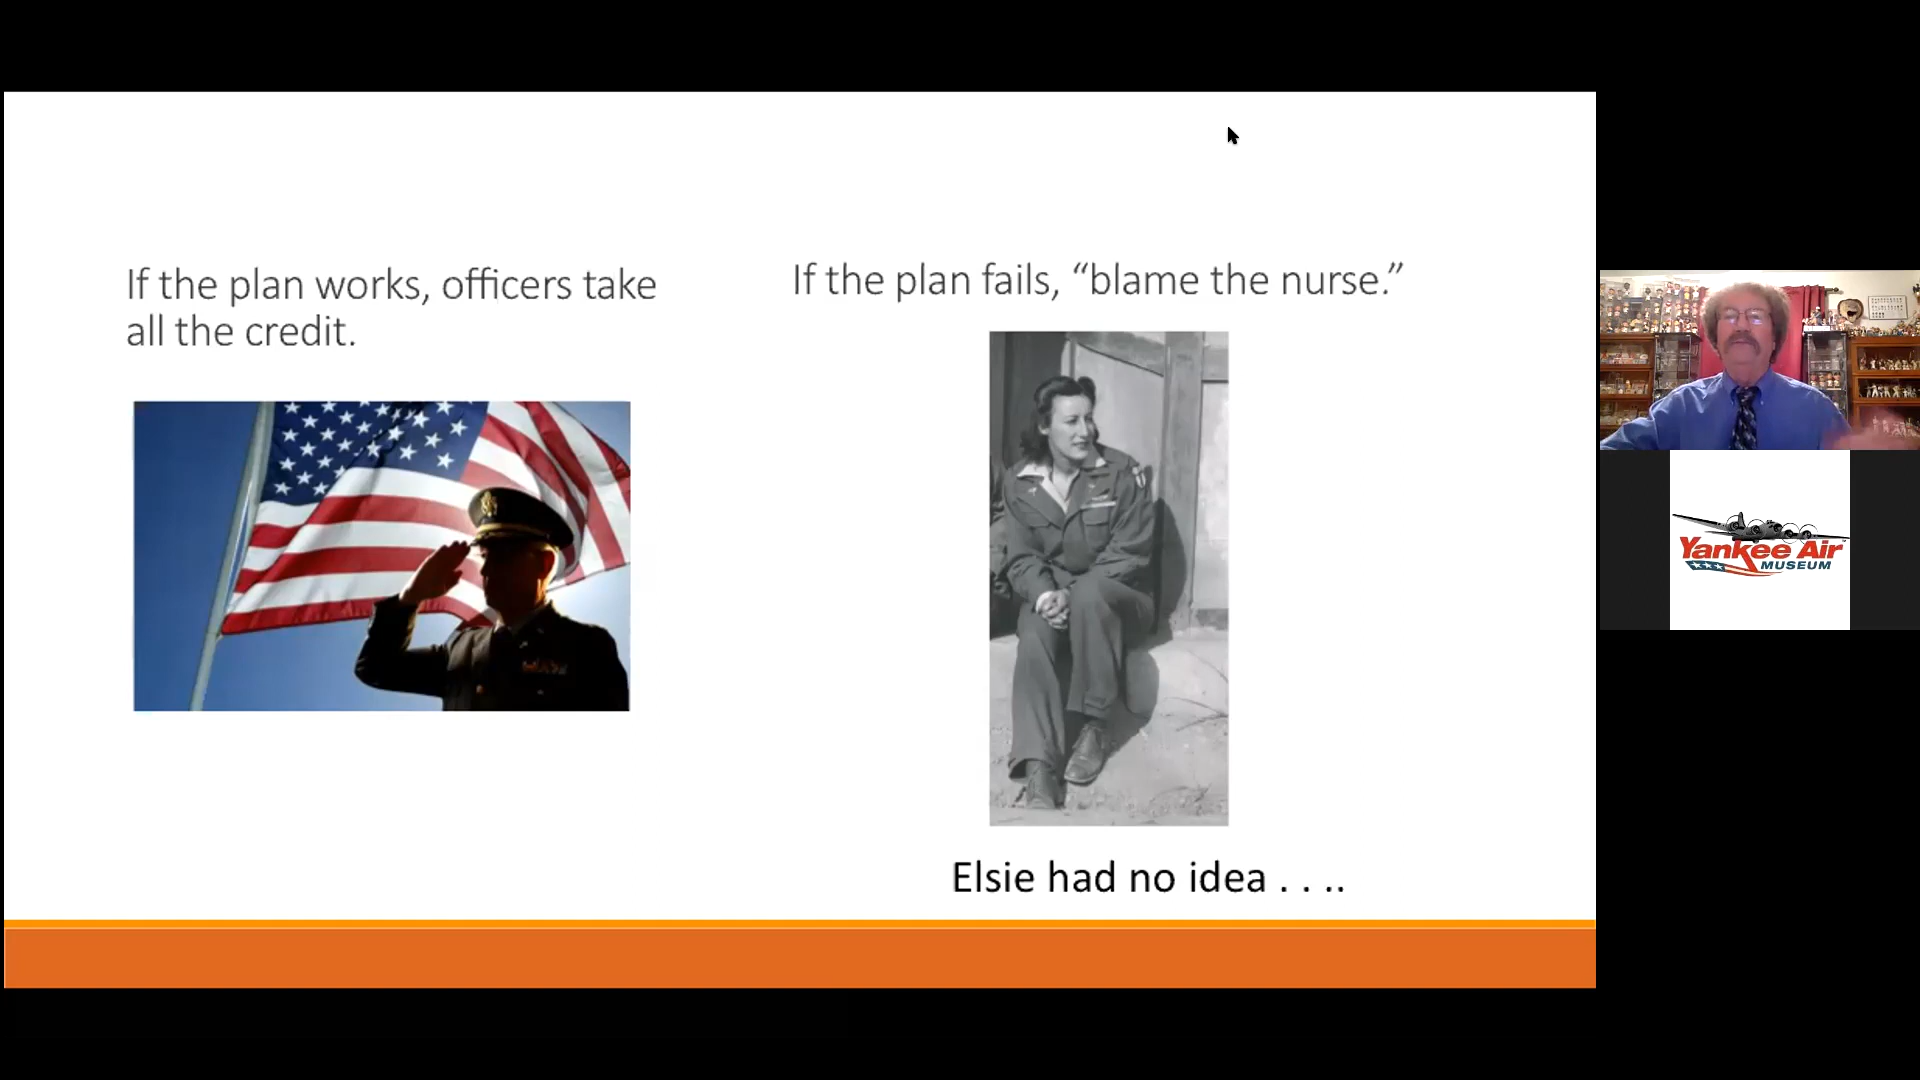 If the plan works, officers take
all the credit.
If the plan fails, “blame the nurse.”
Elsie had no idea . . ..
Yankee Air
MUSEUM